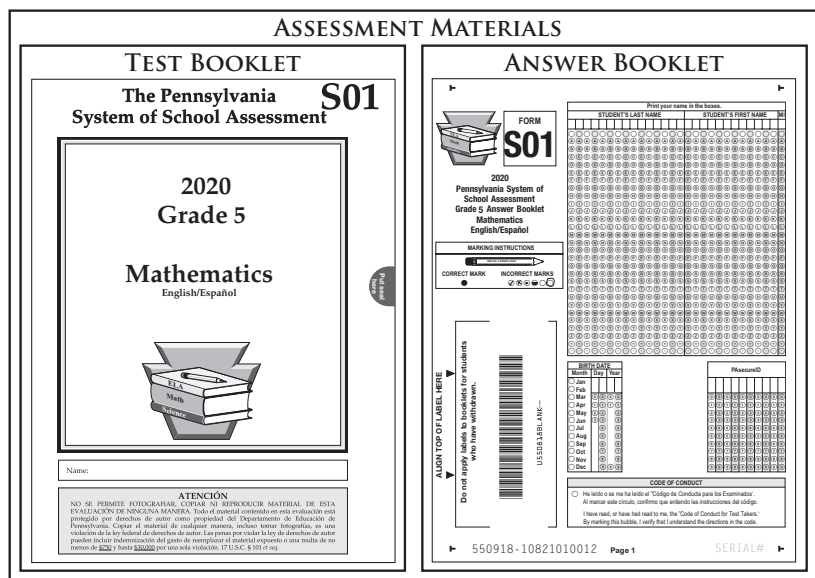 ASSESSMENT MATERIALS
TEST BOOKLET
The Pennsylvania
System of School Assessment
S01
2020
Grade 5
Mathematics
English/Español
Put seal
here
ELA
Math
Science
Name:
ATENCIÓN
NO SE PERMITE FOTOGRAFIAR, COPIAR NI REPRODUCIR MATERIAL DE ESTA
EVALUACIÓN DE NINGUNA MANERA. Todo el material contenido en esta evaluación está
protegido por derechos de autor como propiedad del Departamento de Educación de
Pennsylvania. Copiar el material de cualquier manera, incluso tomar fotografías, es una
violación de la ley federal de derechos de autor. Las penas por violar la ley de derechos de autor
pueden incluir indemnización del gasto de reemplazar el material expuesto o una multa de no
menos de $750 y hasta $30,000 por una sola violación. 17 U.S.C. § 101 et seq.
ANSWER BOOKLET
ELA
Math
FORM
S01
2020
Pennsylvania System of
School Assessment
Grade 5 Answer Booklet
Mathematics
English/Español
MARKING INSTRUCTIONS
CORRECT MARK
INCORRECT MARKS
Print your name in the boxes.
STUDENT'S LAST NAME
STUDENT'S FIRST NAME
MI
ALIGN TOP OF LABEL HERE
Do not apply labels to booklets for students
who have withdrawn.
BIRTH DATE
Month Day Year
Jan
Feb
Mar
Apr
May
Jun
Jul
Aug
Sep
Oct
Nov
Dec
PAsecureID
CODE OF CONDUCT
He leído o se me ha leído el "Código de Conducta para los Examinados".
Al marcar este círculo, confirmo que entiendo las instrucciones del código.
I have read, or have had read to me, the "Code of Conduct for Test Takers."
By marking this bubble, I verify that I understand the directions in the code.
550918-10821010012
Page 1
SERIAL#